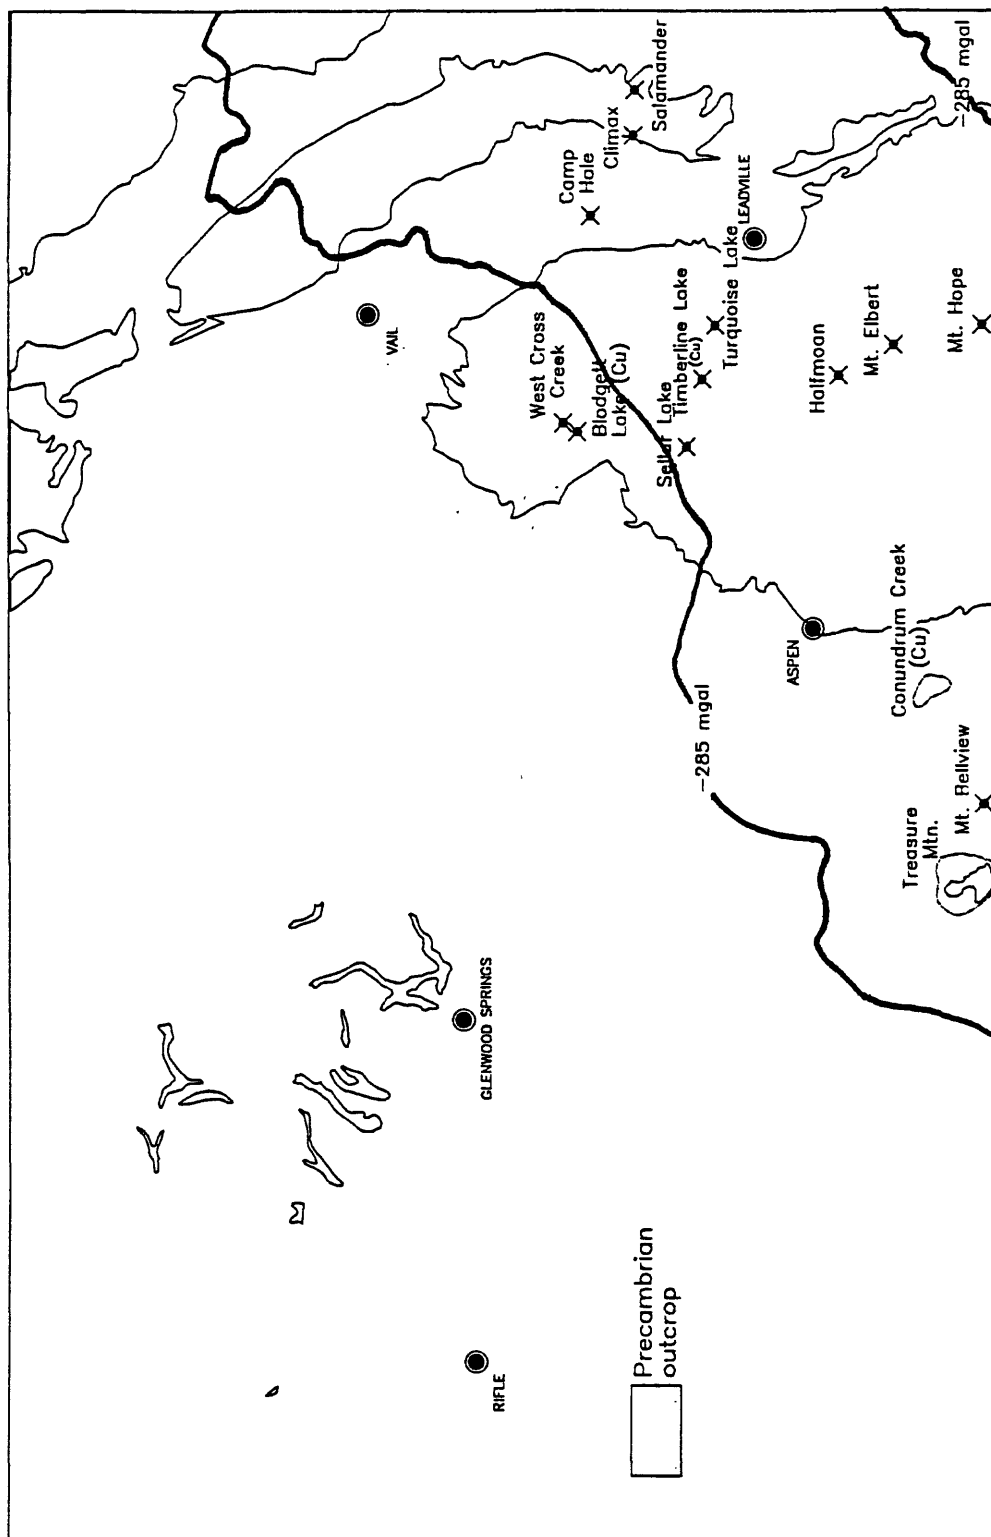 Salamander
Climax
Camp
Hale
-285 mgal
LEADVILLE
VAIL
West Cross
Creek
Blodgett
Lake (Cu)
Timberline Lake
(Cu)
Turquoise Lake
Sellar Lake
Halfmoan
Mt. Elbert
Mt. Hope
Conundrum Creek
(Cu)
ASPEN
-285 mgal
Treasure
Mtn.
Mt. Bellview
GLENWOOD SPRINGS
RIFLE
Precambrian
outcrop